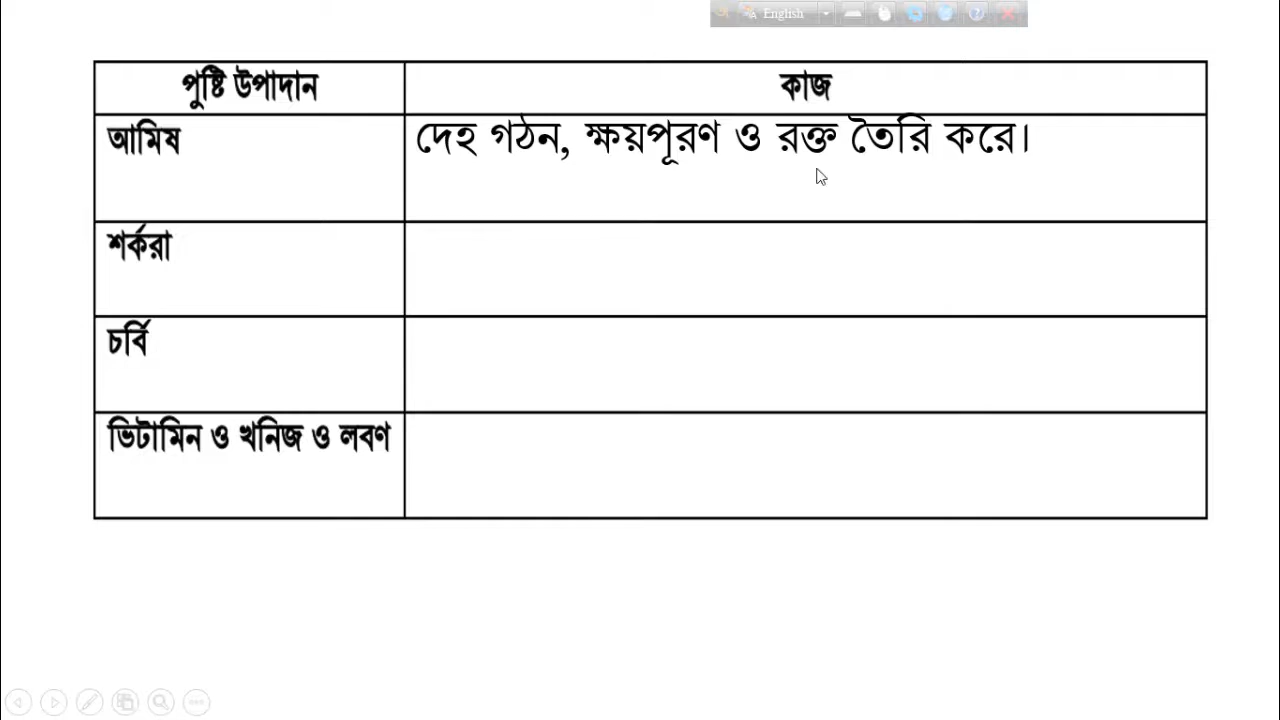 English
পুষ্টি উপাদান কাজ
আমিষ দেহ গঠন, ক্ষয়পূরণ ও রক্ত তৈরি করে।
শর্করা
চর্বি
ভিটামিন ও খনিজ ও লবণ